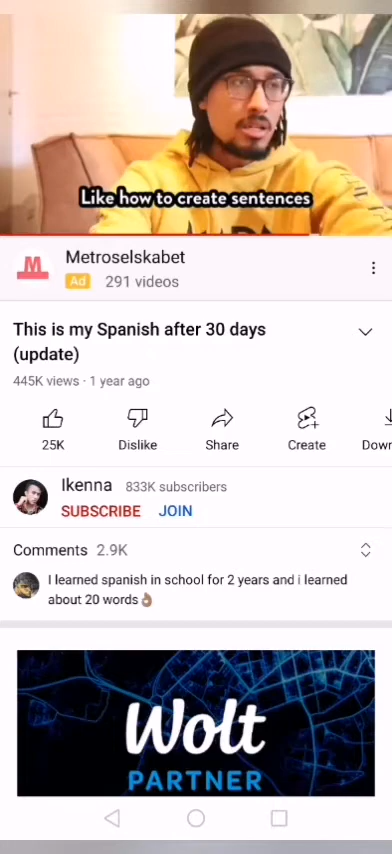 Like how to create sentences
M
Metroselskabet
Ad 291 videos
This is my Spanish after 30 days
(update)
445K views · 1 year ago
25K Dislike Share Create Down
Ikenna 833K subscribers
SUBSCRIBE JOIN
Comments 2.9K
I learned spanish in school for 2 years and i learned
about 20 words👌🏽
Wolt
PARTNER